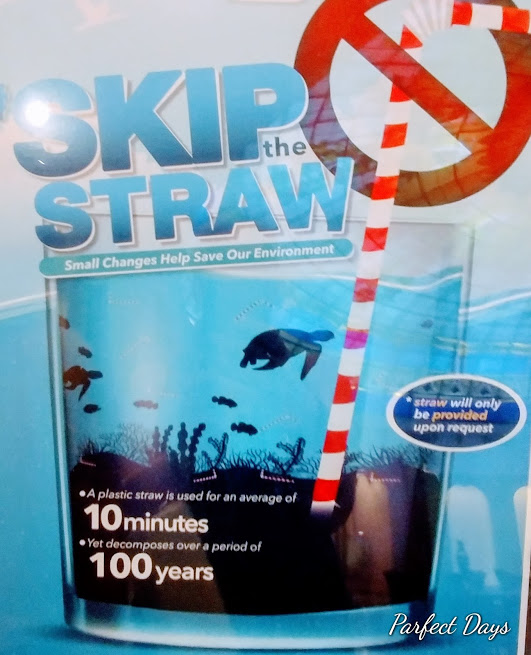 SKIP
the
STRAW
Small Changes Help Save Our Environment
* straw will only
be provided
upon request
•A plastic straw is used for an average of
10 minutes
•Yet decomposes over a period of
100 years
Parfect Days